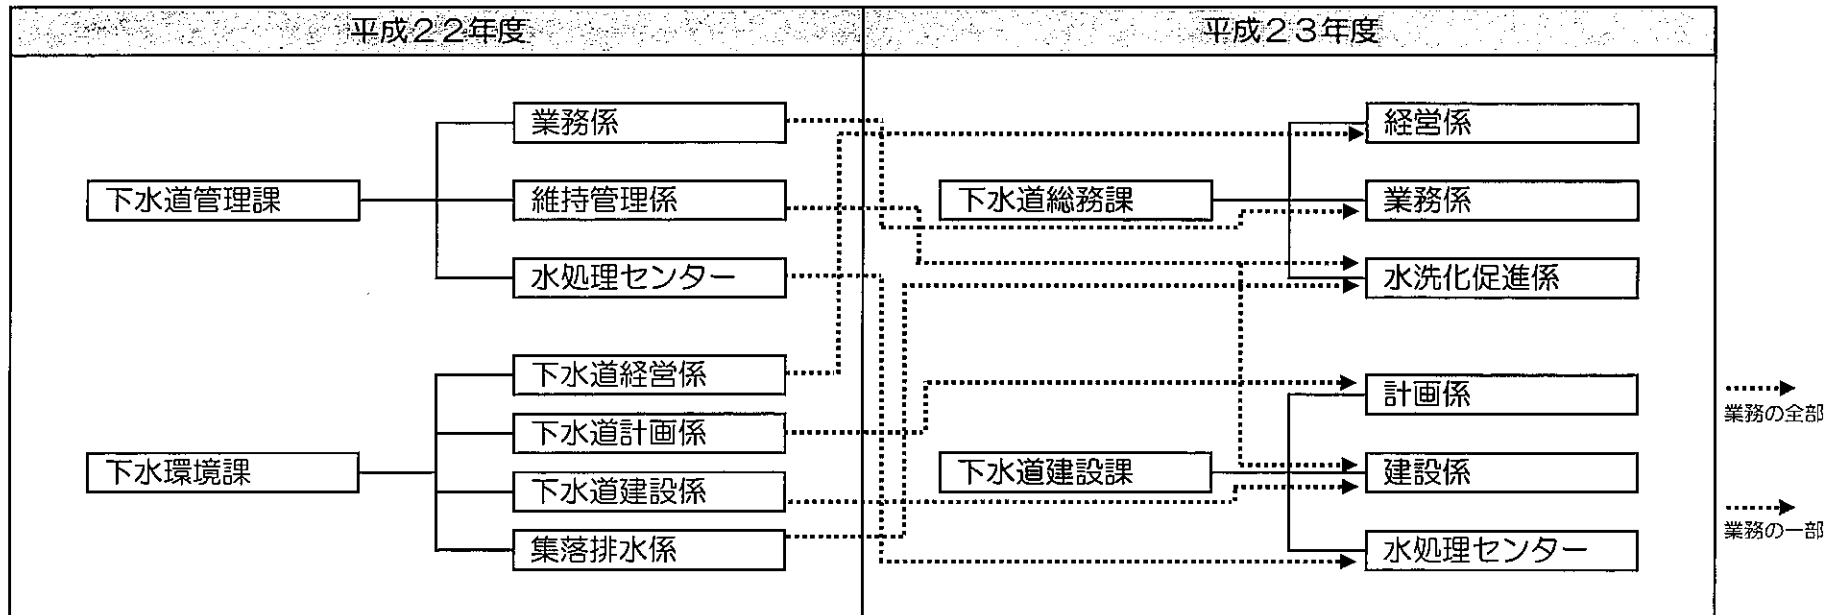 平成22年度
平成23年度
業務係
下水道管理課
維持管理係
水処理センター
下水道経営係
下水道計画係
下水環境課
下水道建設係
集落排水係
経営係
下水道総務課
業務係
水洗化促進係
計画係
下水道建設課
建設係
水処理センター
業務の全部
業務の一部